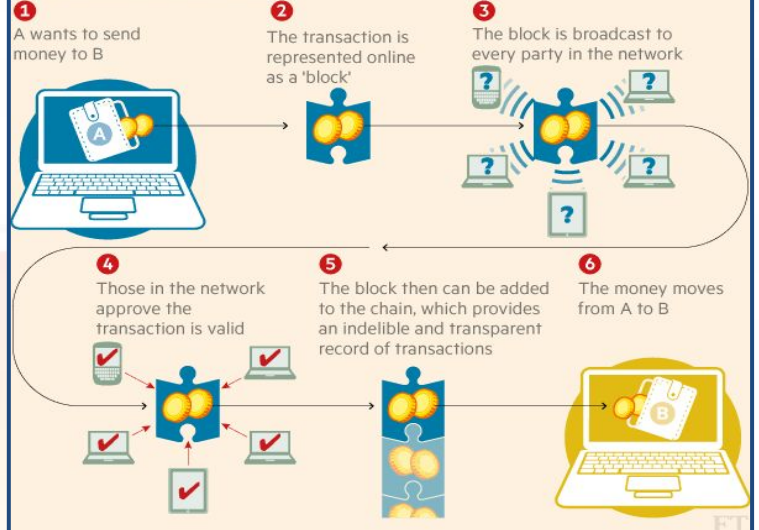 1
A wants to send
money to B
A
2
The transaction is
represented online
as a 'block'
3
The block is broadcast to
every party in the network
?
?
?
?
?
4
Those in the network
approve the
transaction is valid
5
The block then can be added
to the chain, which provides
an indelible and transparent
record of transactions
6
The money moves
from A to B
B
FT